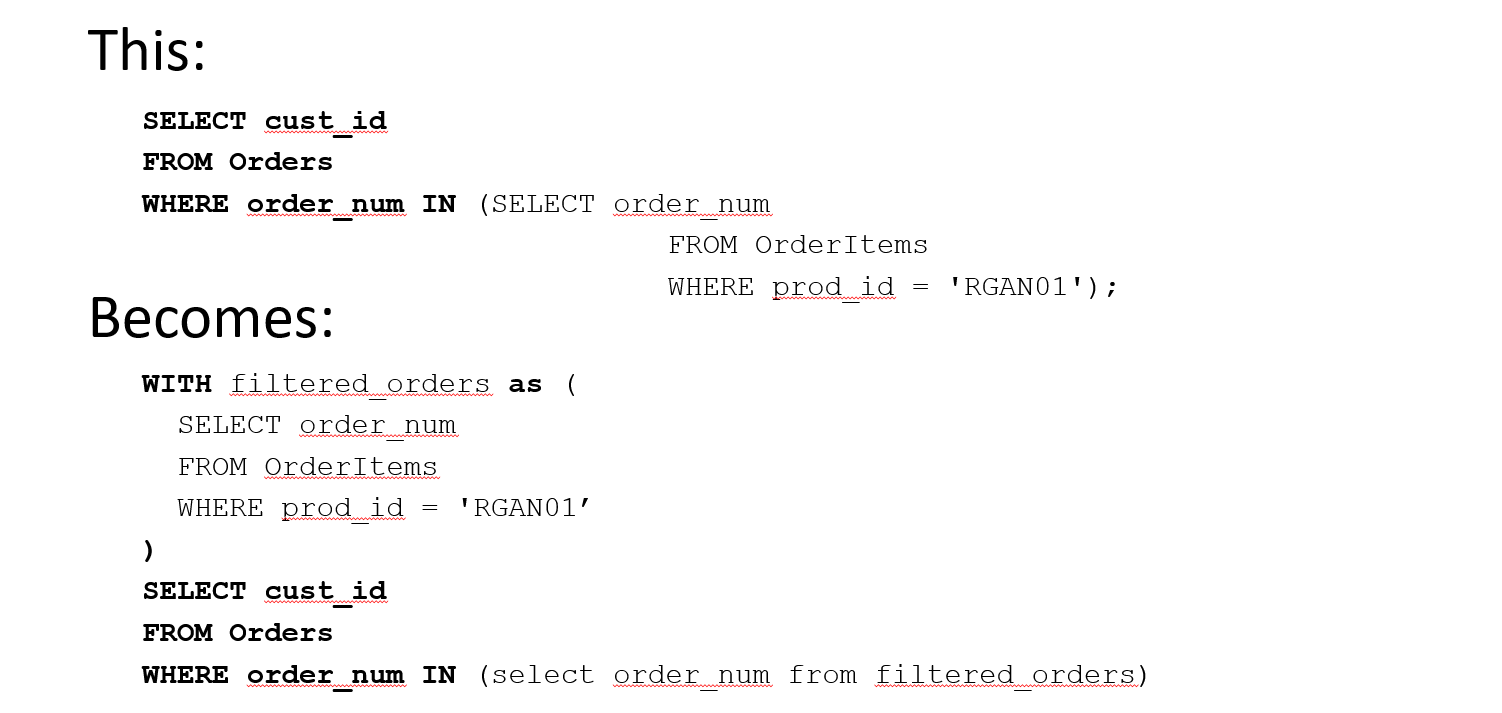 This:
SELECT cust_id
FROM Orders
WHERE order_num IN (SELECT order_num
FROM OrderItems
WHERE prod_id = 'RGAN01');
Becomes:
WITH filtered_orders as (
SELECT order_num
FROM OrderItems
WHERE prod_id = 'RGAN01’
)
SELECT cust_id
FROM Orders
WHERE order_num IN (select order_num from filtered_orders)